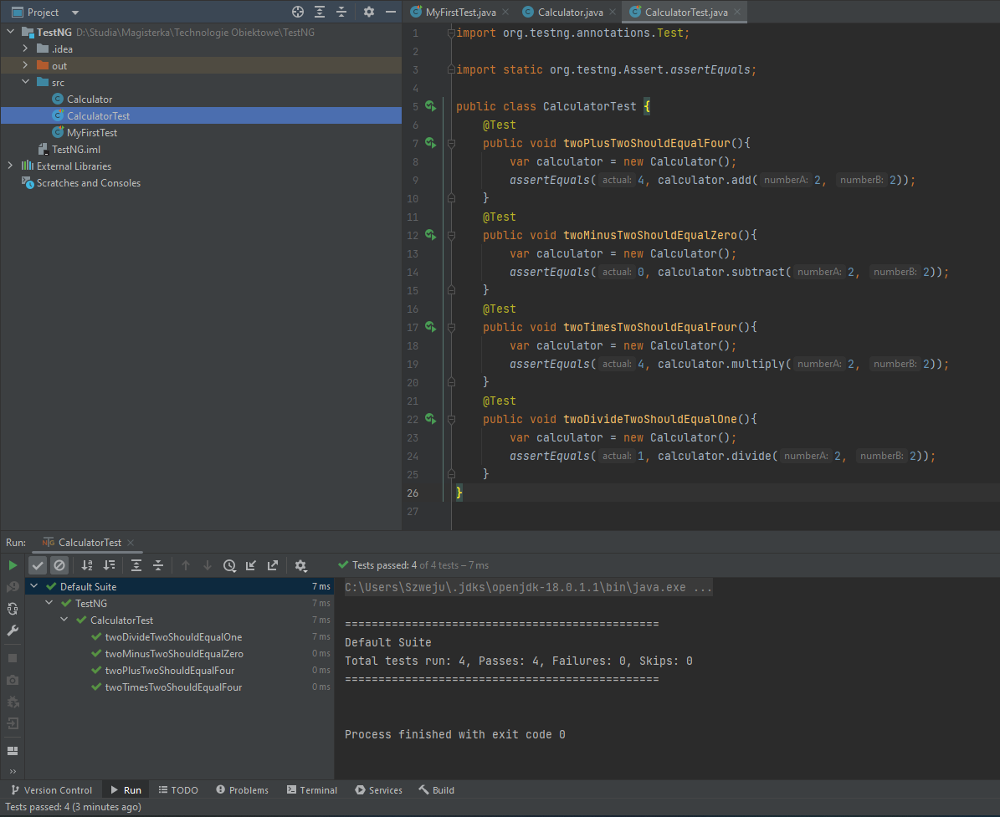 Project
MyFirstTest.java
Calculator.java
CalculatorTest.java
TestNG D:\Studia\Magisterka\Technologie Obiektowe\TestNG
.idea
out
src
Calculator
CalculatorTest
MyFirstTest
TestNG.iml
External Libraries
Scratches and Consoles
1 import org.testng.annotations.Test;
2
3 import static org.testng.Assert.assertEquals;
4
5 public class CalculatorTest {
6 @Test
7 public void twoPlusTwoShouldEqualFour(){
8 var calculator = new Calculator();
9 assertEquals( actual: 4, calculator.add( numberA: 2, numberB: 2));
10 }
11 @Test
12 public void twoMinusTwoShouldEqualZero(){
13 var calculator = new Calculator();
14 assertEquals( actual: 0, calculator.subtract( numberA: 2, numberB: 2));
15 }
16 @Test
17 public void twoTimesTwoShouldEqualFour(){
18 var calculator = new Calculator();
19 assertEquals( actual: 4, calculator.multiply( numberA: 2, numberB: 2));
20 }
21 @Test
22 public void twoDivideTwoShouldEqualOne(){
23 var calculator = new Calculator();
24 assertEquals( actual: 1, calculator.divide( numberA: 2, numberB: 2));
25 }
26 }
27
Run: NG CalculatorTest
Tests passed: 4 of 4 tests – 7 ms
Default Suite 7 ms
TestNG 7 ms
CalculatorTest 7 ms
twoDivideTwoShouldEqualOne 7 ms
twoMinusTwoShouldEqualZero 0 ms
twoPlusTwoShouldEqualFour 0 ms
twoTimesTwoShouldEqualFour 0 ms
C:\Users\Szweju\.jdks\openjdk-18.0.1.1\bin\java.exe ...
===============================================
Default Suite
Total tests run: 4, Passes: 4, Failures: 0, Skips: 0
===============================================
Process finished with exit code 0
Version Control
Run
TODO
Problems
Terminal
Services
Build
Tests passed: 4 (3 minutes ago)